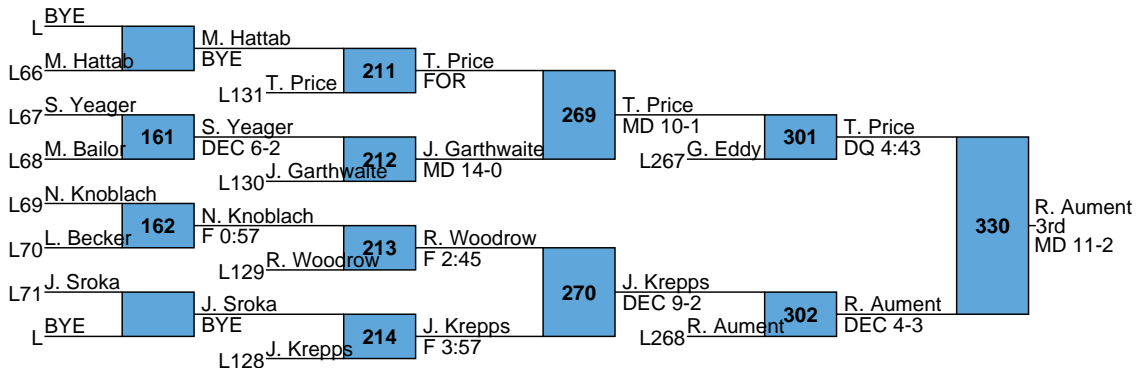 L BYE
L66 M. Hattab
M. Hattab
BYE
L131 T. Price
211
T. Price
FOR
L67 S. Yeager
161
L68 M. Bailor
S. Yeager
DEC 6-2
L130 J. Garthwaite
212
J. Garthwaite
MD 14-0
269
T. Price
MD 10-1
L267 G. Eddy
301
T. Price
DQ 4:43
L69 N. Knoblach
162
L70 L. Becker
N. Knoblach
F 0:57
L129 R. Woodrow
213
R. Woodrow
F 2:45
L71 J. Sroka
L BYE
J. Sroka
BYE
L128 J. Krepps
214
J. Krepps
F 3:57
270
J. Krepps
DEC 9-2
L268 R. Aument
302
R. Aument
DEC 4-3
330
R. Aument
3rd
MD 11-2